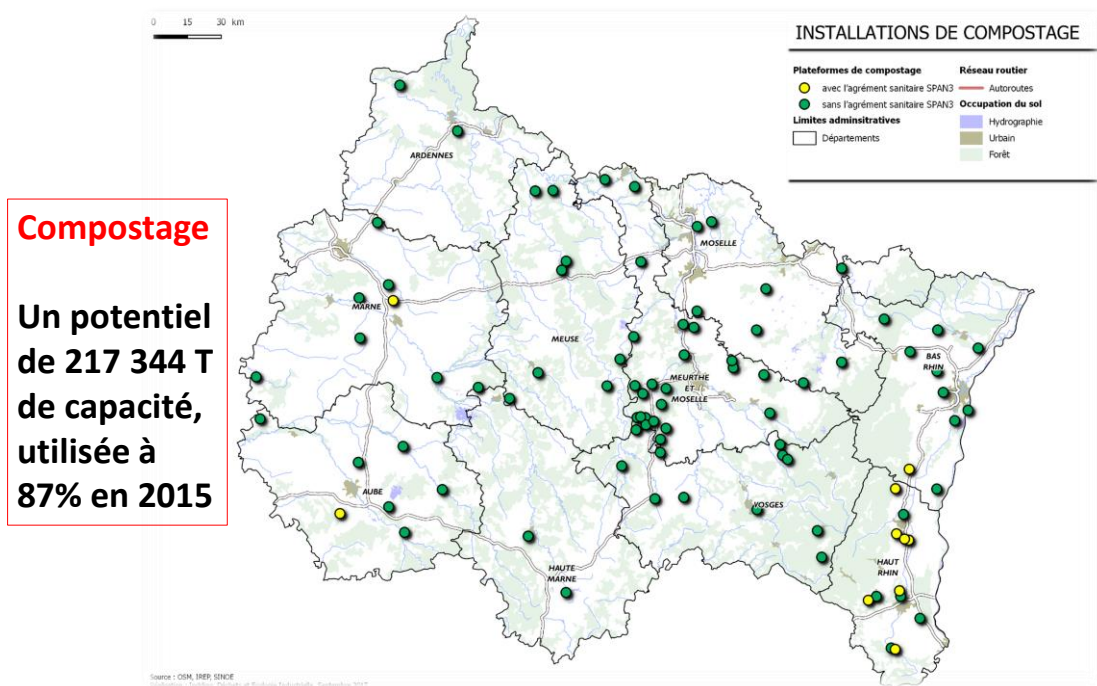 0 15 30 km
INSTALLATIONS DE COMPOSTAGE
Plateformes de compostage
avec l'agrément sanitaire SPAN3
sans l'agrément sanitaire SPAN3
Limites adminsitratives
Départements
Réseau routier
Autoroutes
Occupation du sol
Hydrographie
Urbain
Forêt
Compostage
Un potentiel
de 217 344 T
de capacité,
utilisée à
87% en 2015
ARDENNES
MOSELLE
MARNE
MEUSE
BAS
RHIN
MEURTHE
ET
MOSELLE
AUBE
VOSGES
HAUTE
MARNE
HAUT
RHIN
Source : OSM, IREP, SINOE